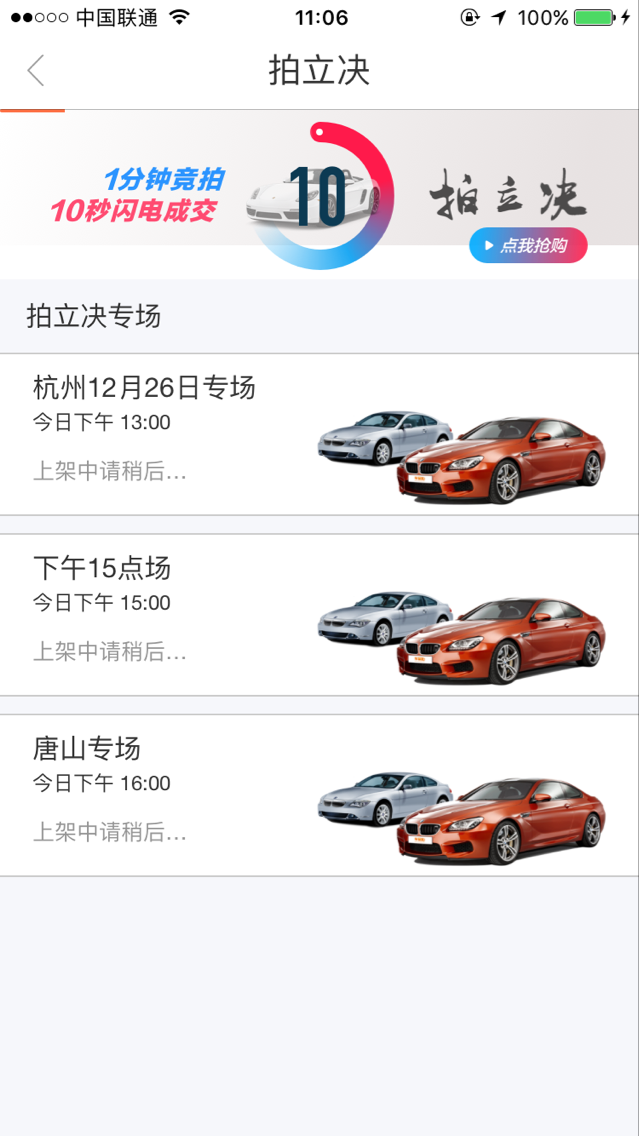 中国联通 11:06 100%
拍立决
1分钟竞拍
10秒闪电成交
10
拍立决
点我抢购
拍立决专场
杭州12月26日专场
今日下午 13:00
上架中请稍后...
下午15点场
今日下午 15:00
上架中请稍后...
唐山专场
今日下午 16:00
上架中请稍后...